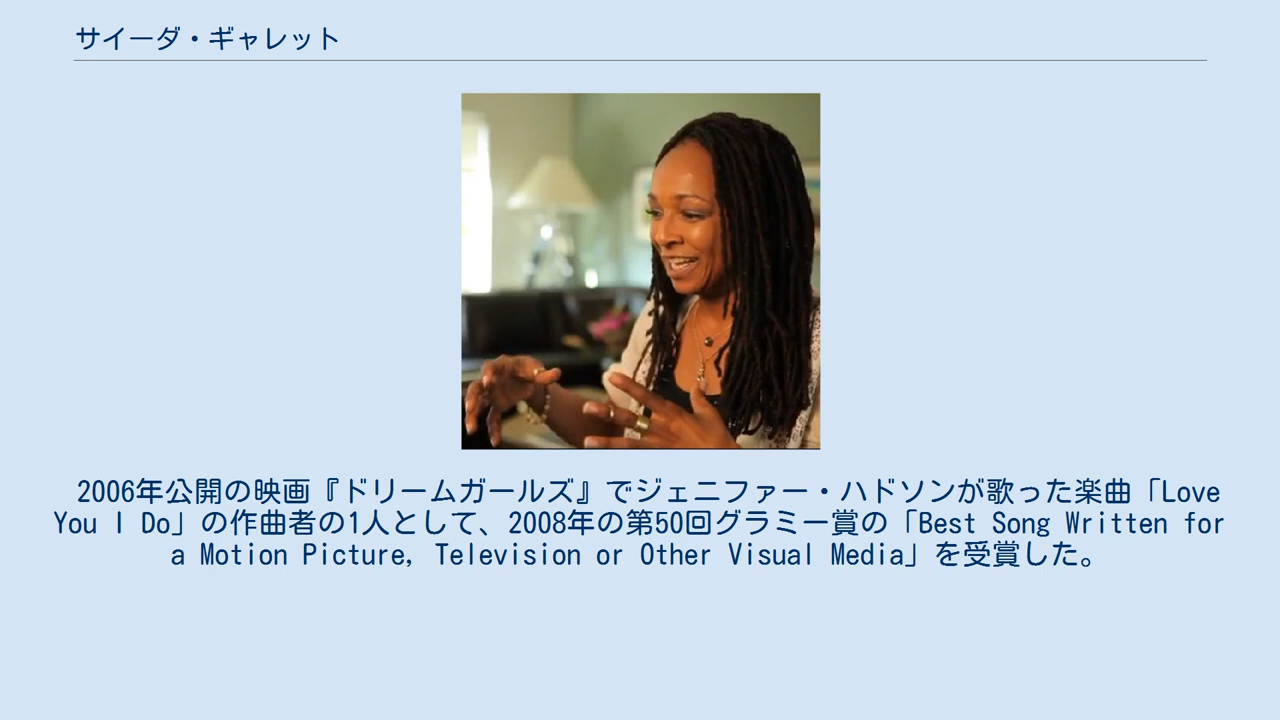 サイーダ・ギャレット
2006年公開の映画『ドリームガールズ』でジェニファー・ハドソンが歌った楽曲「Love
You I Do」の作曲者の1人として、2008年の第50回グラミー賞の「Best Song Written for
a Motion Picture, Television or Other Visual Media」を受賞した。